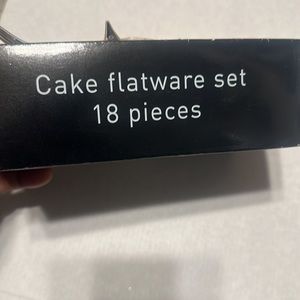 Cake flatware set
18 pieces